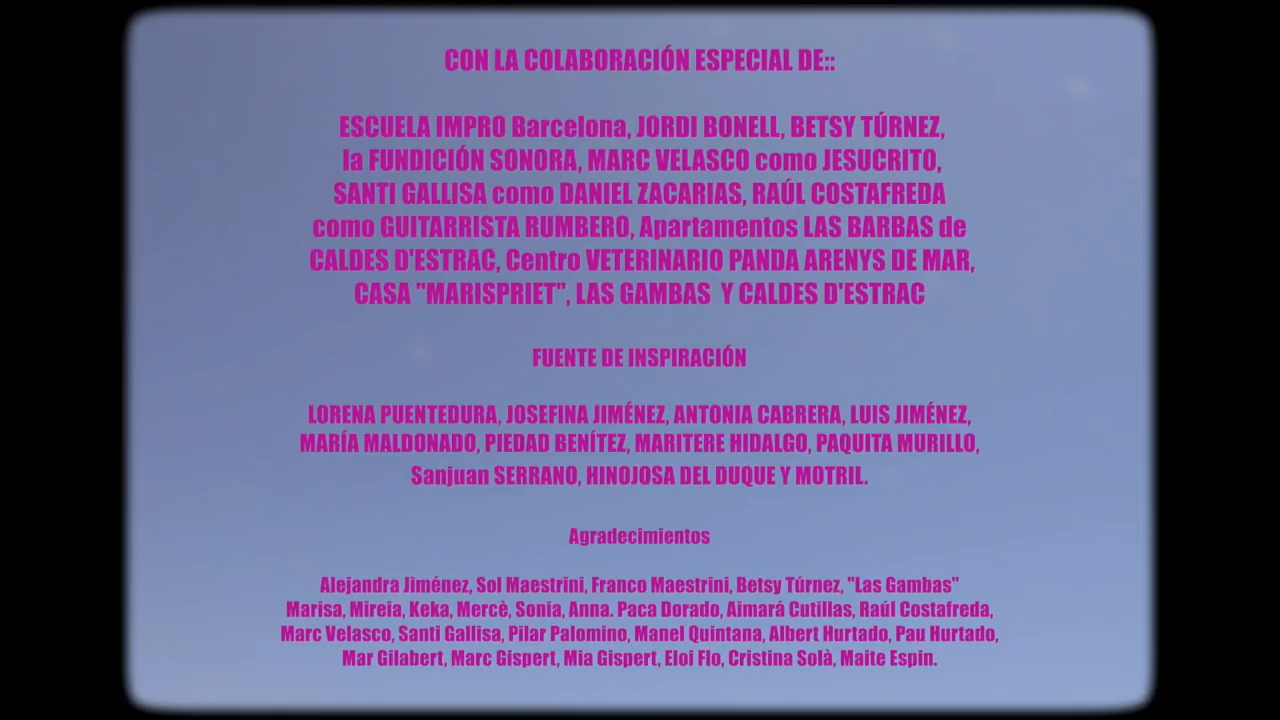 CON LA COLABORACIÓN ESPECIAL DE::
ESCUELA IMPRO Barcelona, JORDI BONELL, BETSY TÚRNEZ,
la FUNDICIÓN SONORA, MARC VELASCO como JESUCRITO,
SANTI GALLISA como DANIEL ZACARIAS, RAÚL COSTAFREDA
como GUITARRISTA RUMBERO, Apartamentos LAS BARBAS de
CALDES D'ESTRAC, Centro VETERINARIO PANDA ARENYS DE MAR,
CASA "MARISPRIET", LAS GAMBAS Y CALDES D'ESTRAC
FUENTE DE INSPIRACIÓN
LORENA PUENTEDURA, JOSEFINA JIMÉNEZ, ANTONIA CABRERA, LUIS JIMÉNEZ,
MARÍA MALDONADO, PIEDAD BENÍTEZ, MARITERE HIDALGO, PAQUITA MURILLO,
Sanjuan SERRANO, HINOJOSA DEL DUQUE Y MOTRIL.
Agradecimientos
Alejandra Jiménez, Sol Maestrini, Franco Maestrini, Betsy Túrnez, "Las Gambas"
Marisa, Mireia, Keka, Mercè, Sonia, Anna. Paca Dorado, Aimará Cutillas, Raúl Costafreda,
Marc Velasco, Santi Gallisa, Pilar Palomino, Manel Quintana, Albert Hurtado, Pau Hurtado,
Mar Gilabert, Marc Gispert, Mia Gispert, Eloi Flo, Cristina Solà, Maite Espin.